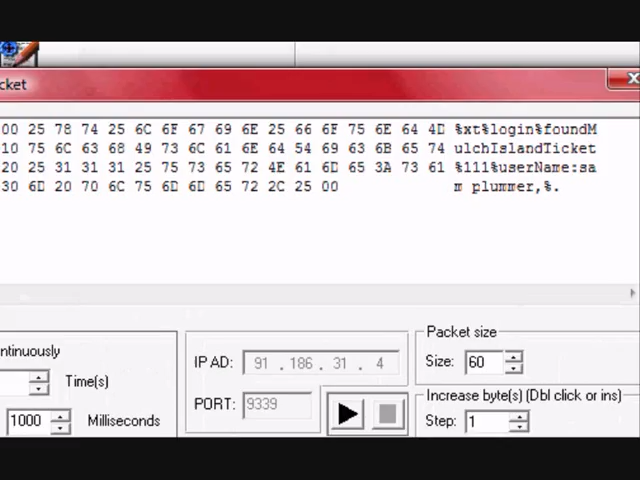 cket
00 25 78 74 25 6C 6F 67 69 6E 25 66 6F 75 6E 64 4D %xt%login%foundM
10 75 6C 63 68 49 73 6C 61 6E 64 54 69 63 6B 65 74 ulchIslandTicket
20 25 31 31 31 25 75 73 65 72 4E 61 6D 65 3A 73 61 %111%userName:sa
30 6D 20 70 6C 75 6D 6D 65 72 2C 25 00 m plummer,%.
ntinuously
Time(s)
1000 Milliseconds
IP AD: 91 . 186 . 31 . 4
PORT: 9339
Packet size
Size: 60
Increase byte(s) (Dbl click or ins)
Step: 1